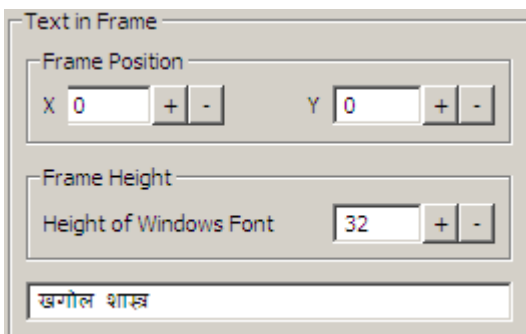 Text in Frame
Frame Position
X 0 + - Y 0 + -
Frame Height
Height of Windows Font 32 + -
खगोल शास्त्र